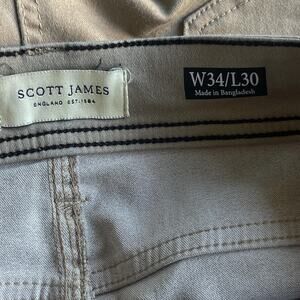 SCOTT JAMES
ENGLAND EST.1984
W34/L30
Made in Bangladesh